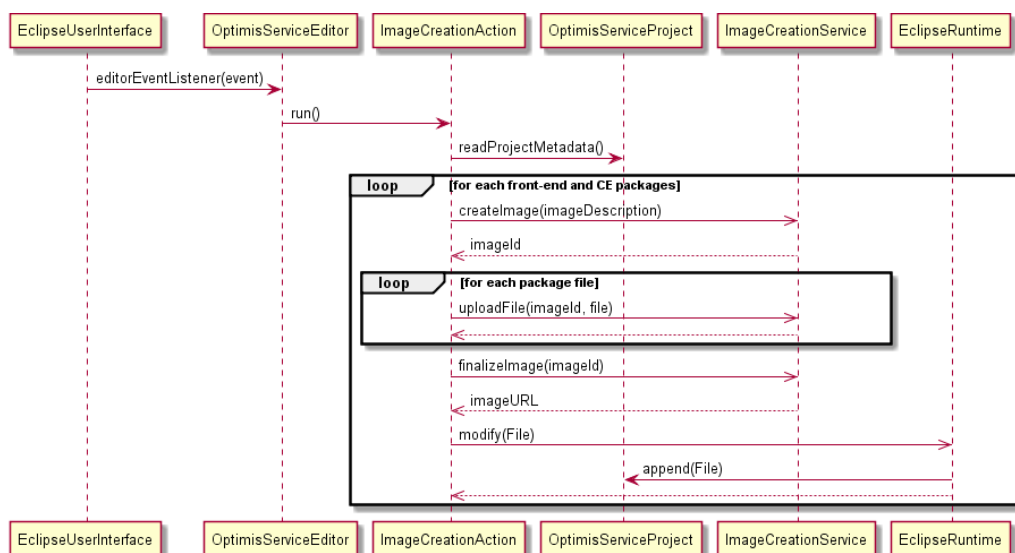 EclipseUserInterface OptimisServiceEditor ImageCreationAction OptimisServiceProject ImageCreationService EclipseRuntime
editorEventListener(event)
run()
readProjectMetadata()
loop [for each front-end and CE packages]
createImage(imageDescription)
imageId
loop [for each package file]
uploadFile(imageId, file)
finalizeImage(imageId)
imageURL
modify(File)
append(File)
EclipseUserInterface OptimisServiceEditor ImageCreationAction OptimisServiceProject ImageCreationService EclipseRuntime